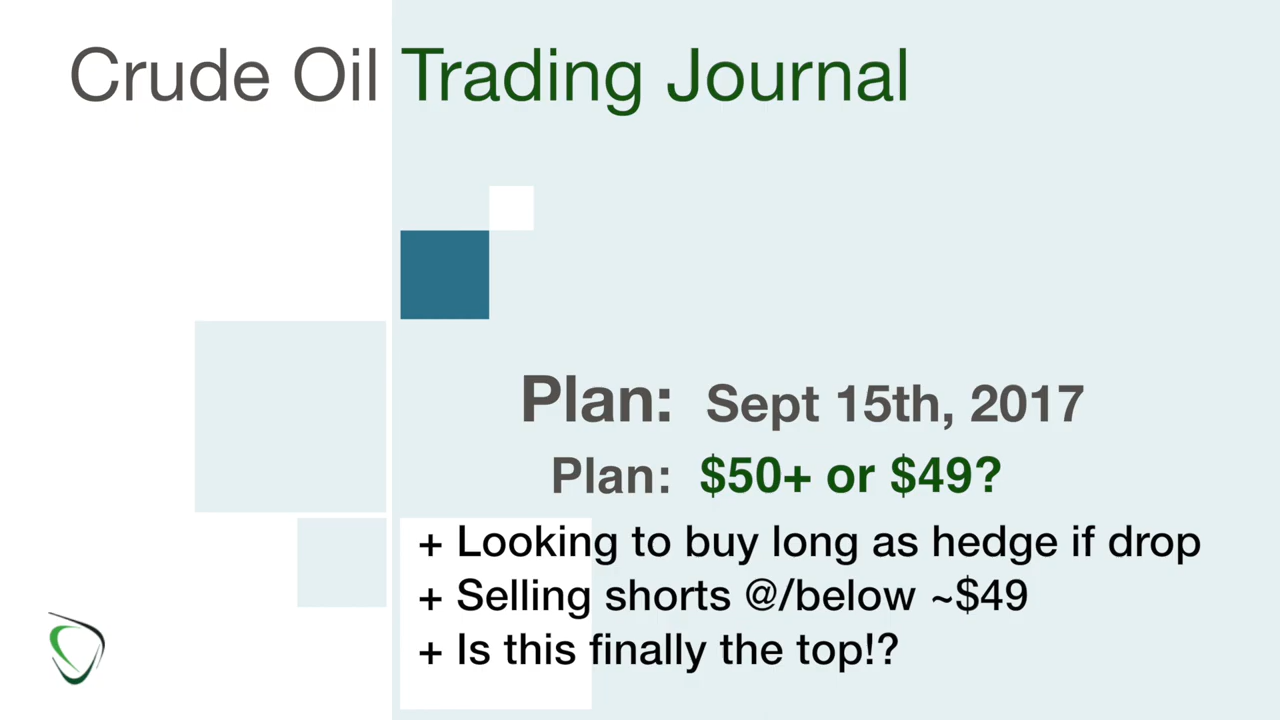 Crude Oil Trading Journal
Plan: Sept 15th, 2017
Plan: $50+ or $49?
+ Looking to buy long as hedge if drop
+ Selling shorts @/below ~$49
+ Is this finally the top!?